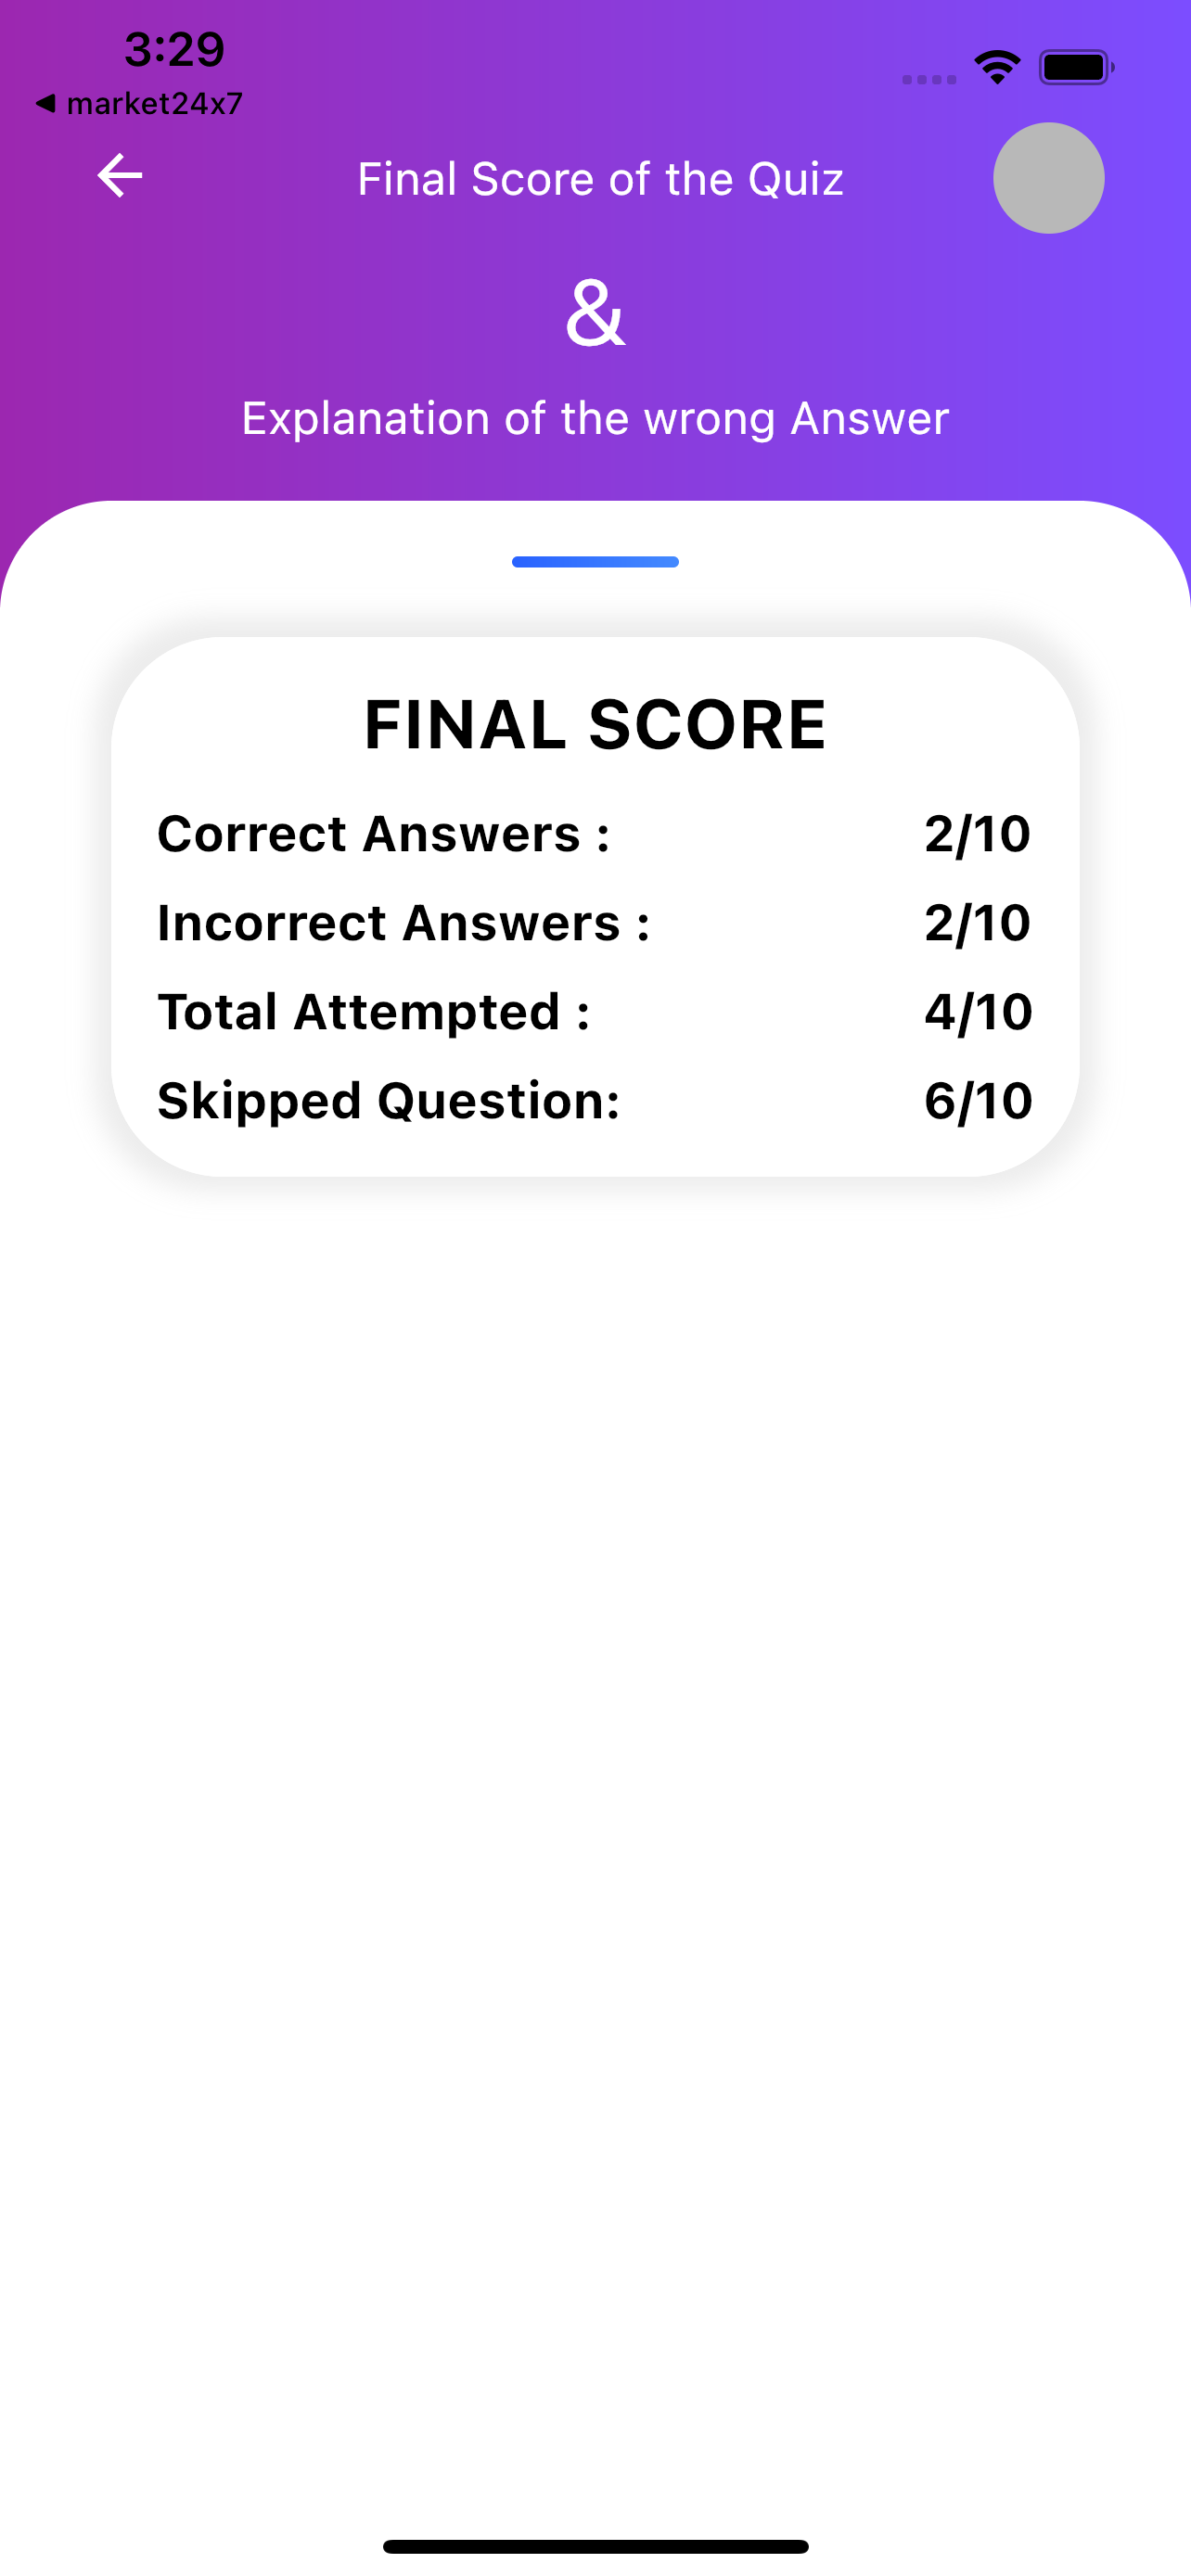 3:29
◀ market24x7
Final Score of the Quiz
&
Explanation of the wrong Answer
FINAL SCORE
Correct Answers : 2/10
Incorrect Answers : 2/10
Total Attempted : 4/10
Skipped Question: 6/10